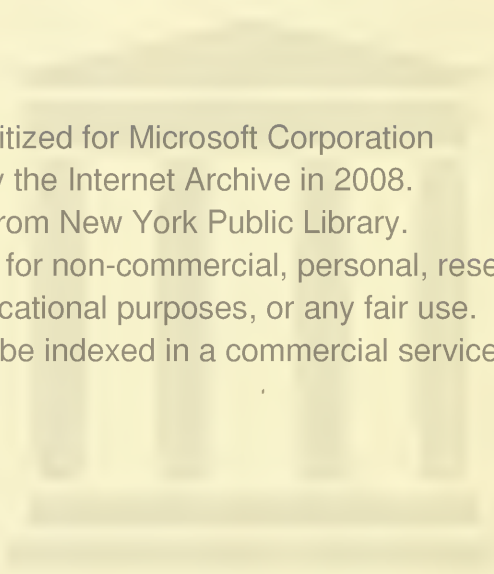 itized for Microsoft Corporation
the Internet Archive in 2008.
rom New York Public Library.
for non-commercial, personal, rese
cational purposes, or any fair use.
be indexed in a commercial service